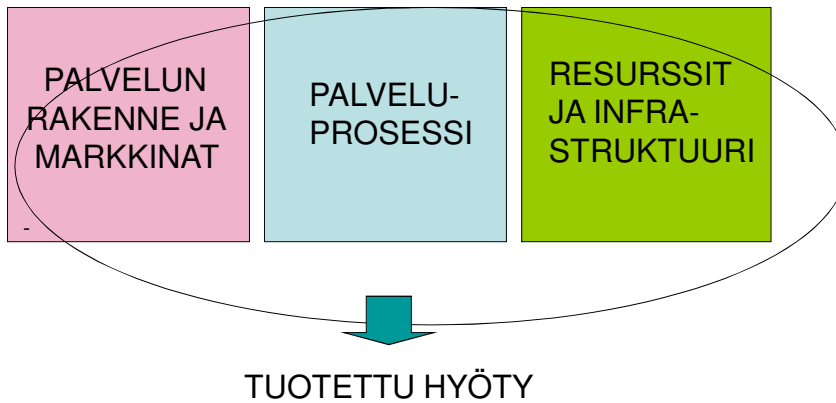 PALVELUN
RAKENNE JA
MARKKINAT
-
PALVELU-
PROSESSI
RESURSSIT
JA INFRA-
STRUKTUURI
TUOTETTU HYÖTY